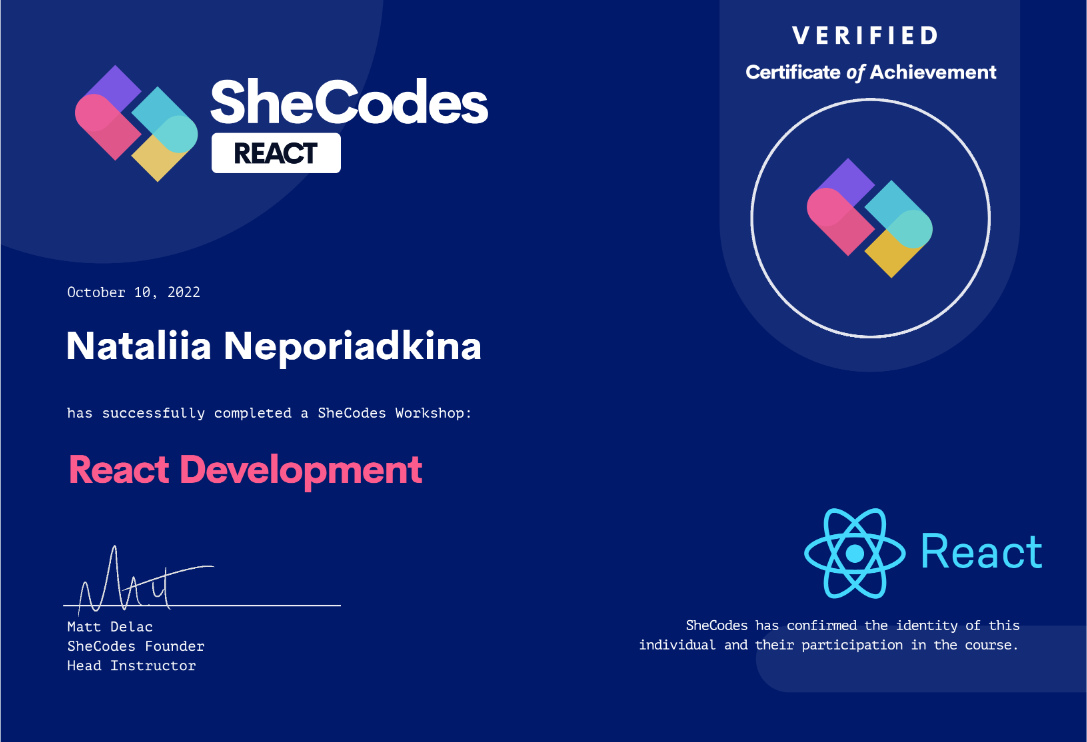 VERIFIED
Certificate of Achievement
SheCodes
REACT
October 10, 2022
Nataliia Neporiadkina
has successfully completed a SheCodes Workshop:
React Development
Matt Delac
SheCodes Founder
Head Instructor
React
SheCodes has confirmed the identity of this
individual and their participation in the course.